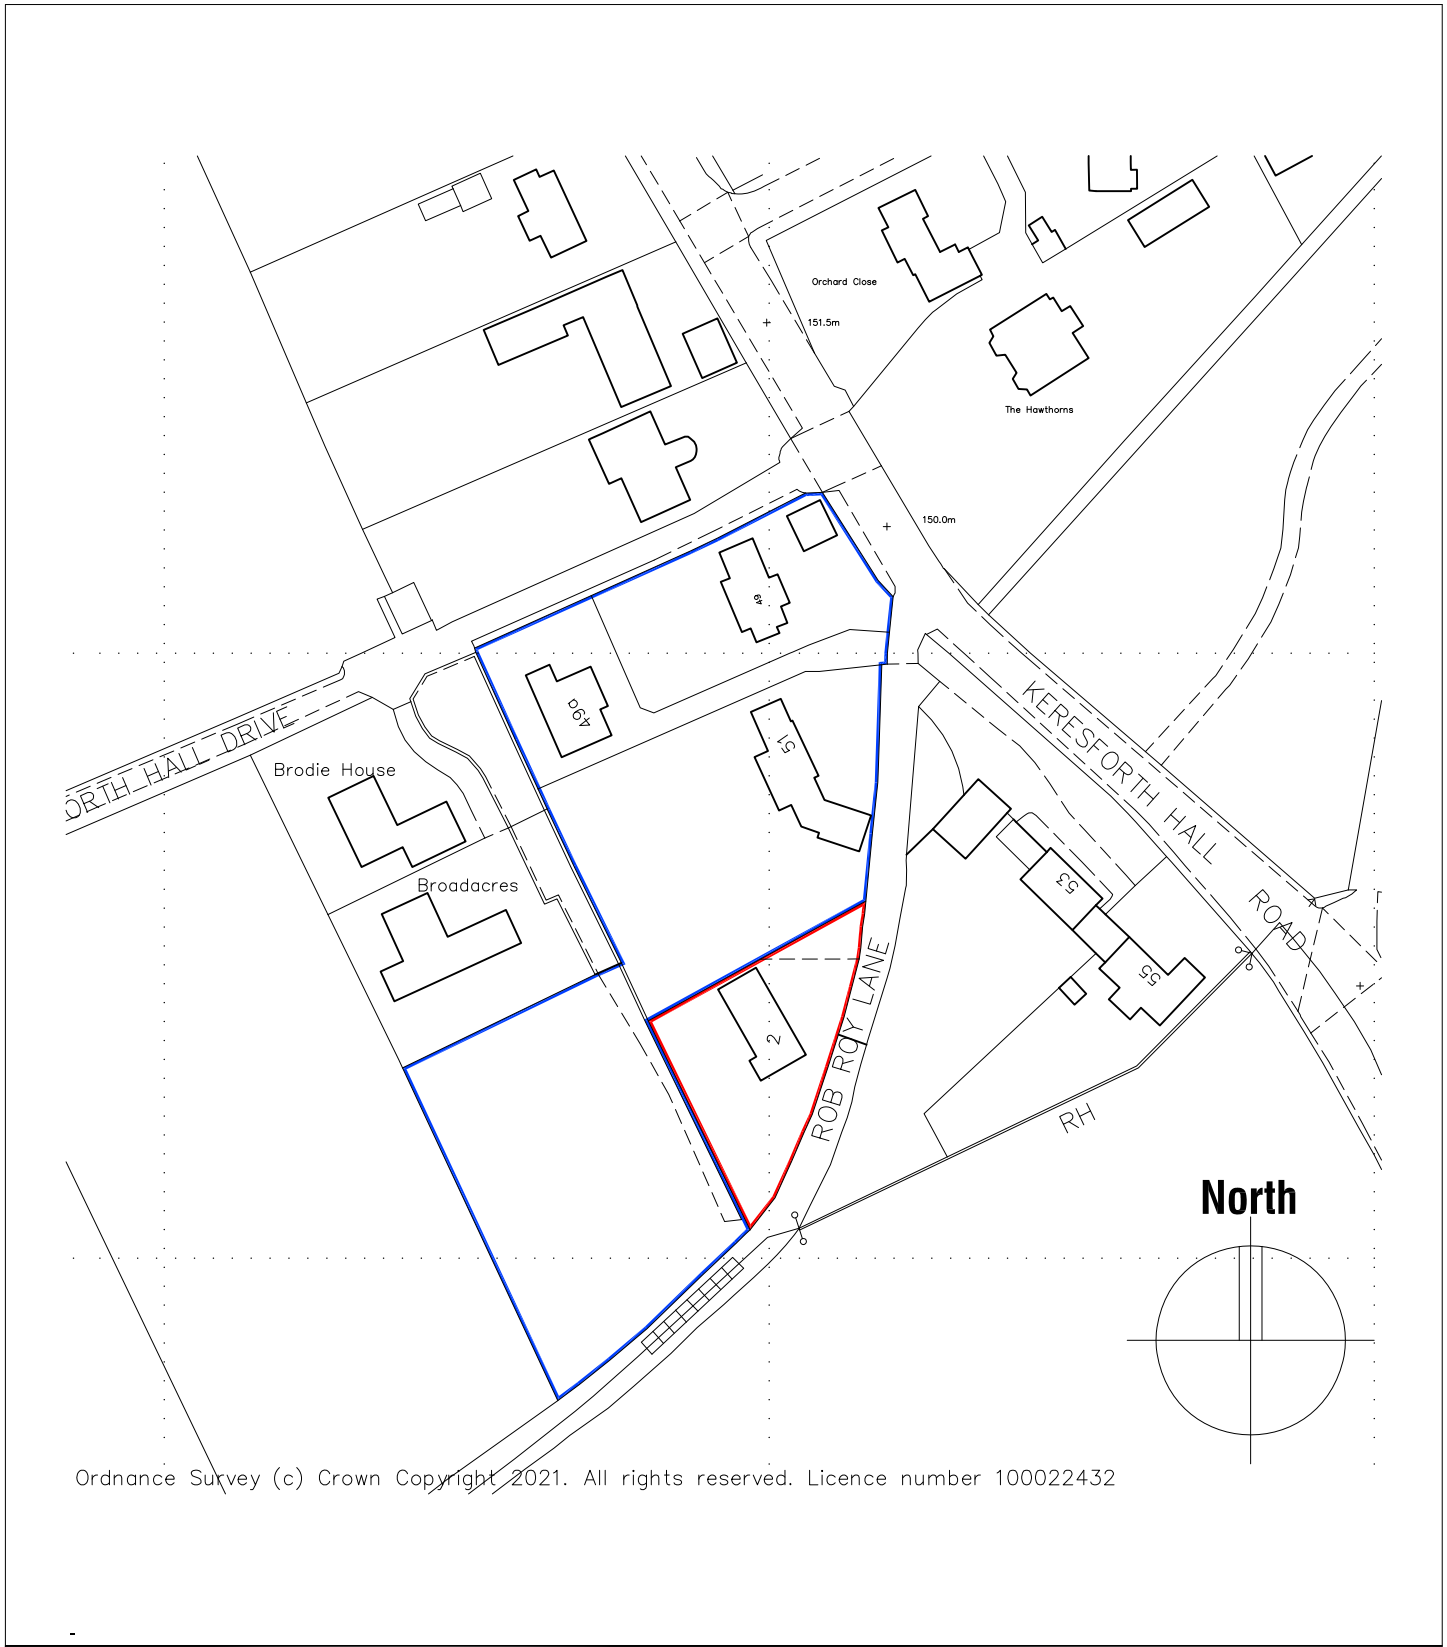 Orchard Close
151.5m
The Hawthorns
150.0m
49
49a
51
KERESFORTH HALL
ROAD
ORTH HALL DRIVE
Brodie House
Broadacres
53
55
2
ROB ROY LANE
RH
North
Ordnance Survey (c) Crown Copyright 2021. All rights reserved. Licence number 100022432
-